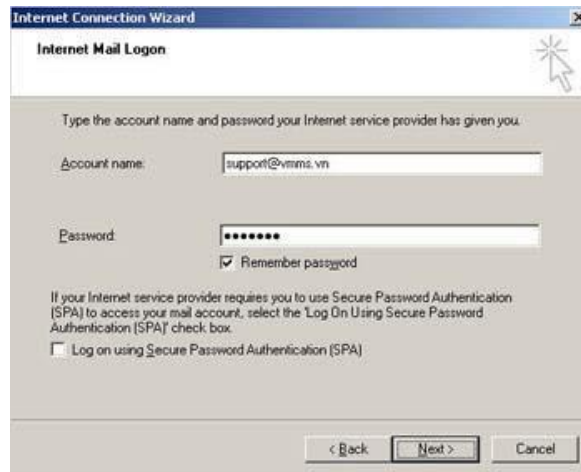 Internet Connection Wizard
Internet Mail Logon
Type the account name and password your Internet service provider has given you.
Account name:
support@vmms.vn
Password:
•••••••
Remember password
If your Internet service provider requires you to use Secure Password Authentication
(SPA) to access your mail account, select the 'Log On Using Secure Password
Authentication (SPA)' check box.
Log on using Secure Password Authentication (SPA)
< Back
Next >
Cancel